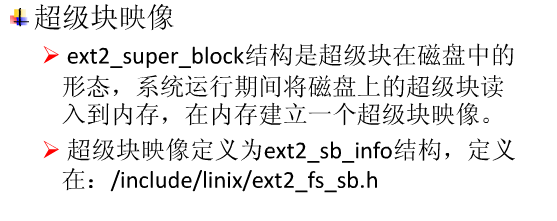 超级块映像
ext2_super_block结构是超级块在磁盘中的
形态，系统运行期间将磁盘上的超级块读
入到内存，在内存建立一个超级块映像。
超级块映像定义为ext2_sb_info结构，定义
在：/include/linix/ext2_fs_sb.h